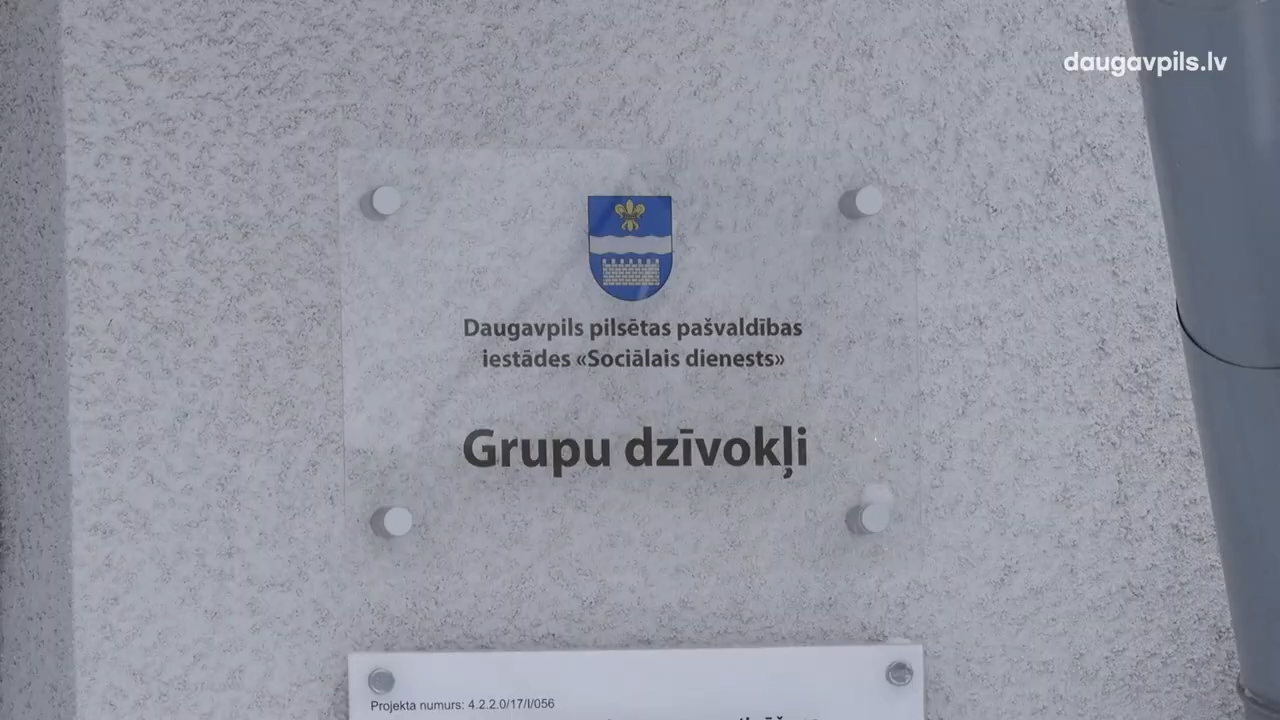 daugavpils.lv
Daugavpils pilsētas pašvaldības
iestādes «Sociālais dienests»
Grupu dzīvokļi
Projekta numurs: 4.2.2.0/17/I/056